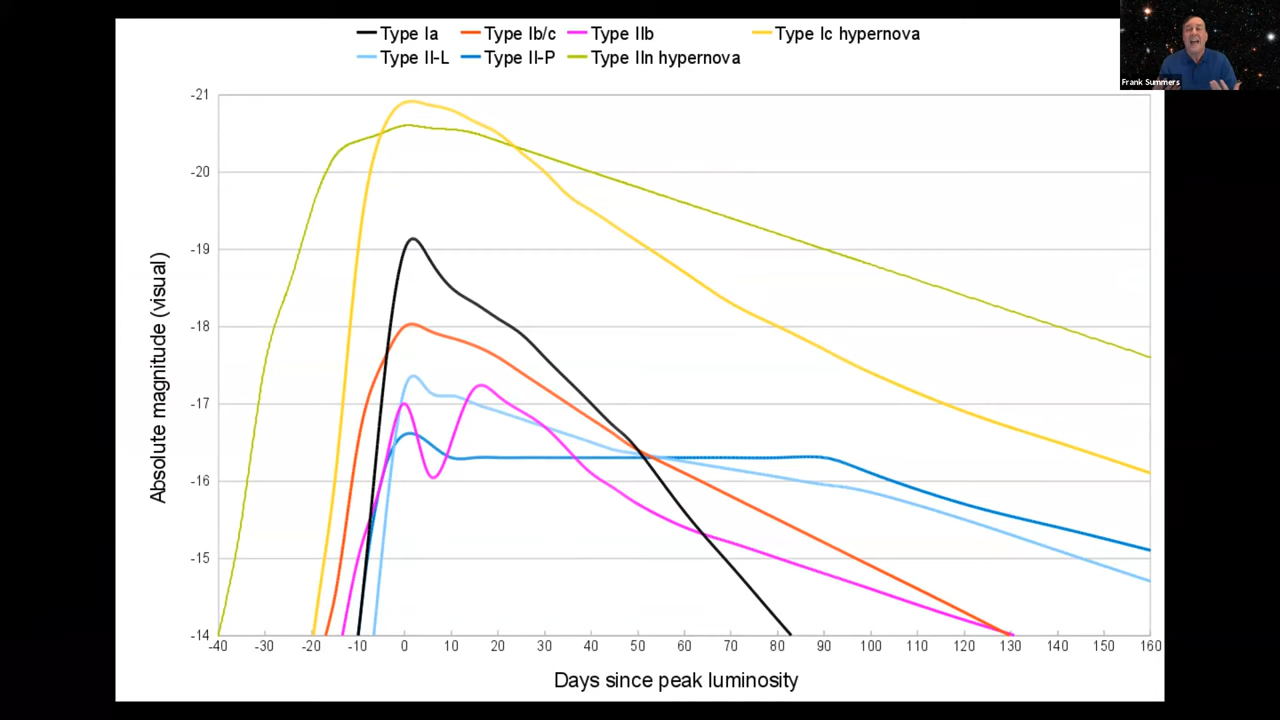 Type Ia Type Ib/c Type IIb Type Ic hypernova
Type II-L Type II-P Type IIn hypernova
Frank Summers
-21
-20
-19
-18
-17
-16
-15
-14
Absolute magnitude (visual)
-40 -30 -20 -10 0 10 20 30 40 50 60 70 80 90 100 110 120 130 140 150 160
Days since peak luminosity